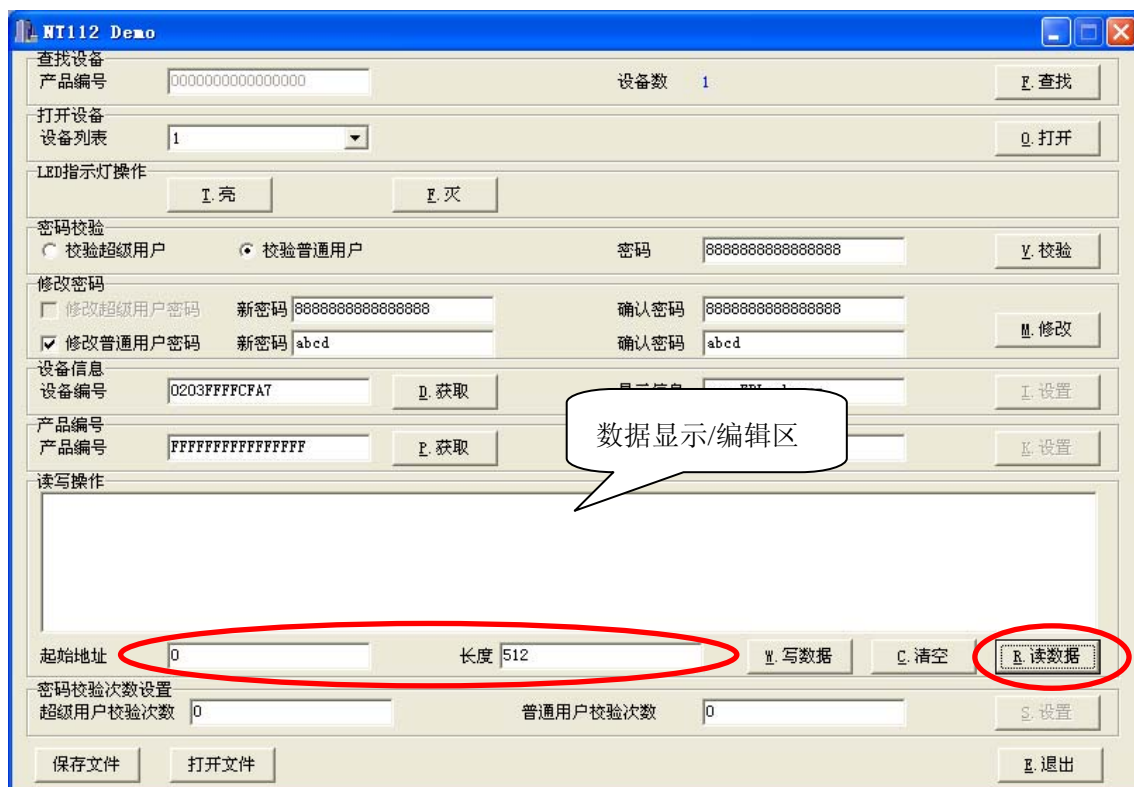 NT112 Demo
查找设备
产品编号 0000000000000000 设备数 1 F.查找
打开设备
设备列表 1 O.打开
LED指示灯操作
T.亮 F.灭
密码校验
校验超级用户 校验普通用户 密码 8888888888888888 V.校验
修改密码
修改超级用户密码 新密码 8888888888888888 确认密码 8888888888888888
M.修改
修改普通用户密码 新密码 abcd 确认密码 abcd
设备信息
设备编号 0203FFFFCFA7 D.获取 I.设置
产品编号
产品编号 FFFFFFFFFFFFFFFF P.获取 K.设置
数据显示/编辑区
读写操作
起始地址 0 长度 512 W.写数据 C.清空 R.读数据
密码校验次数设置
超级用户校验次数 0 普通用户校验次数 0 S.设置
保存文件 打开文件 E.退出